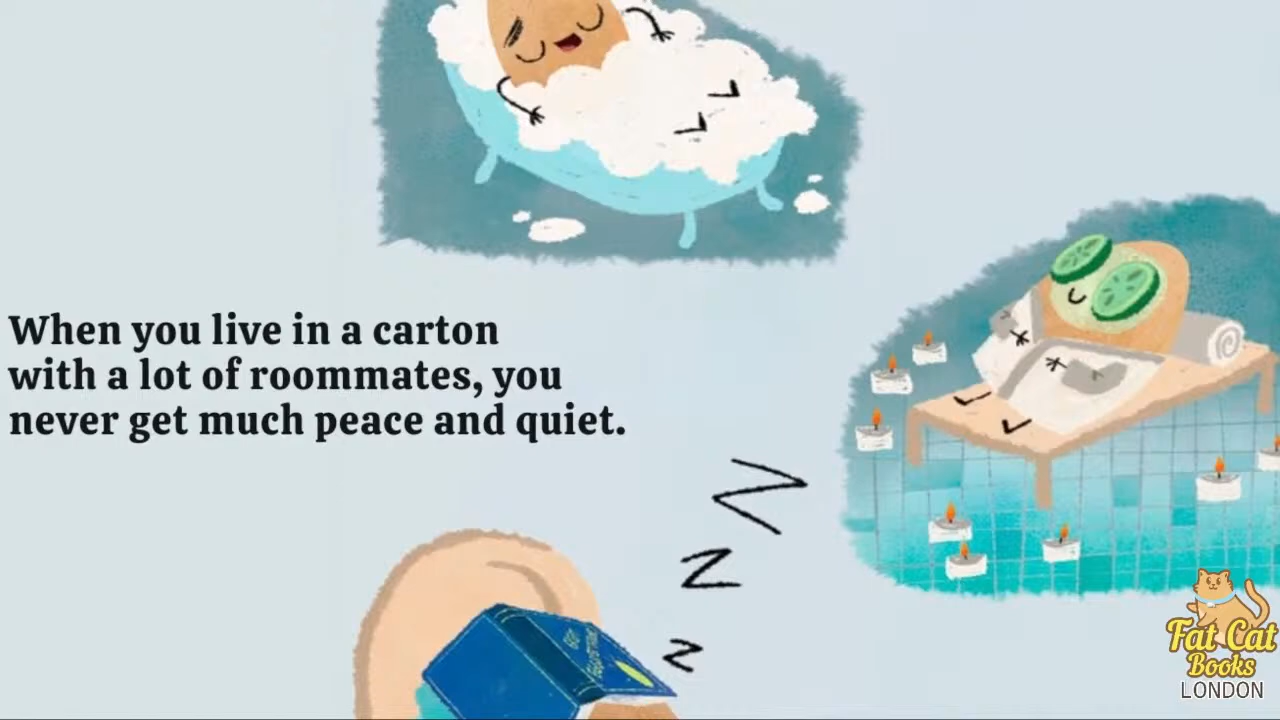 When you live in a carton
with a lot of roommates, you
never get much peace and quiet.
Z
Z
Z
Fat Cat
Books
LONDON